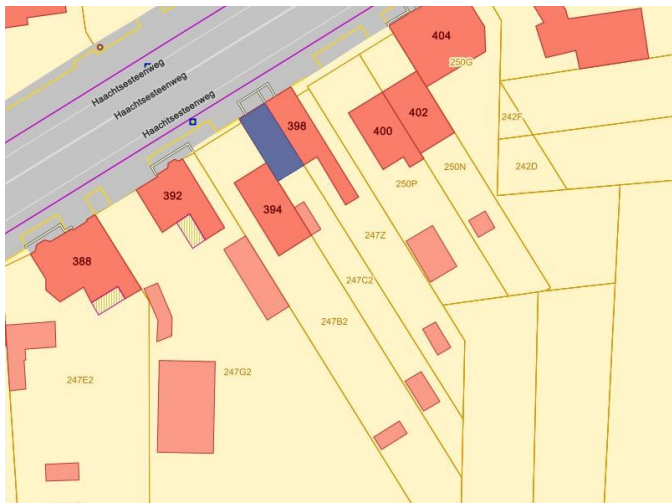 404
Haachtsesteenweg
250G
Haachtsesteenweg
402
242F
Haachtsesteenweg
398
400
242D
250N
250P
392
394
247Z
388
247C2
247B2
247G2
247E2